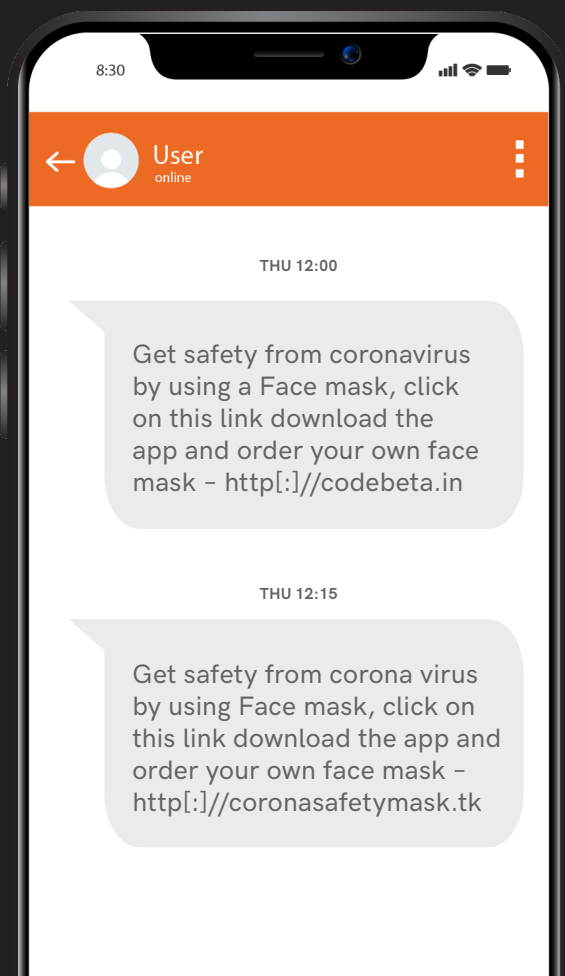 8:30
User
online
THU 12:00
Get safety from coronavirus
by using a Face mask, click
on this link download the
app and order your own face
mask – http[:]//codebeta.in
THU 12:15
Get safety from corona virus
by using Face mask, click on
this link download the app and
order your own face mask –
http[:]//coronasafetymask.tk